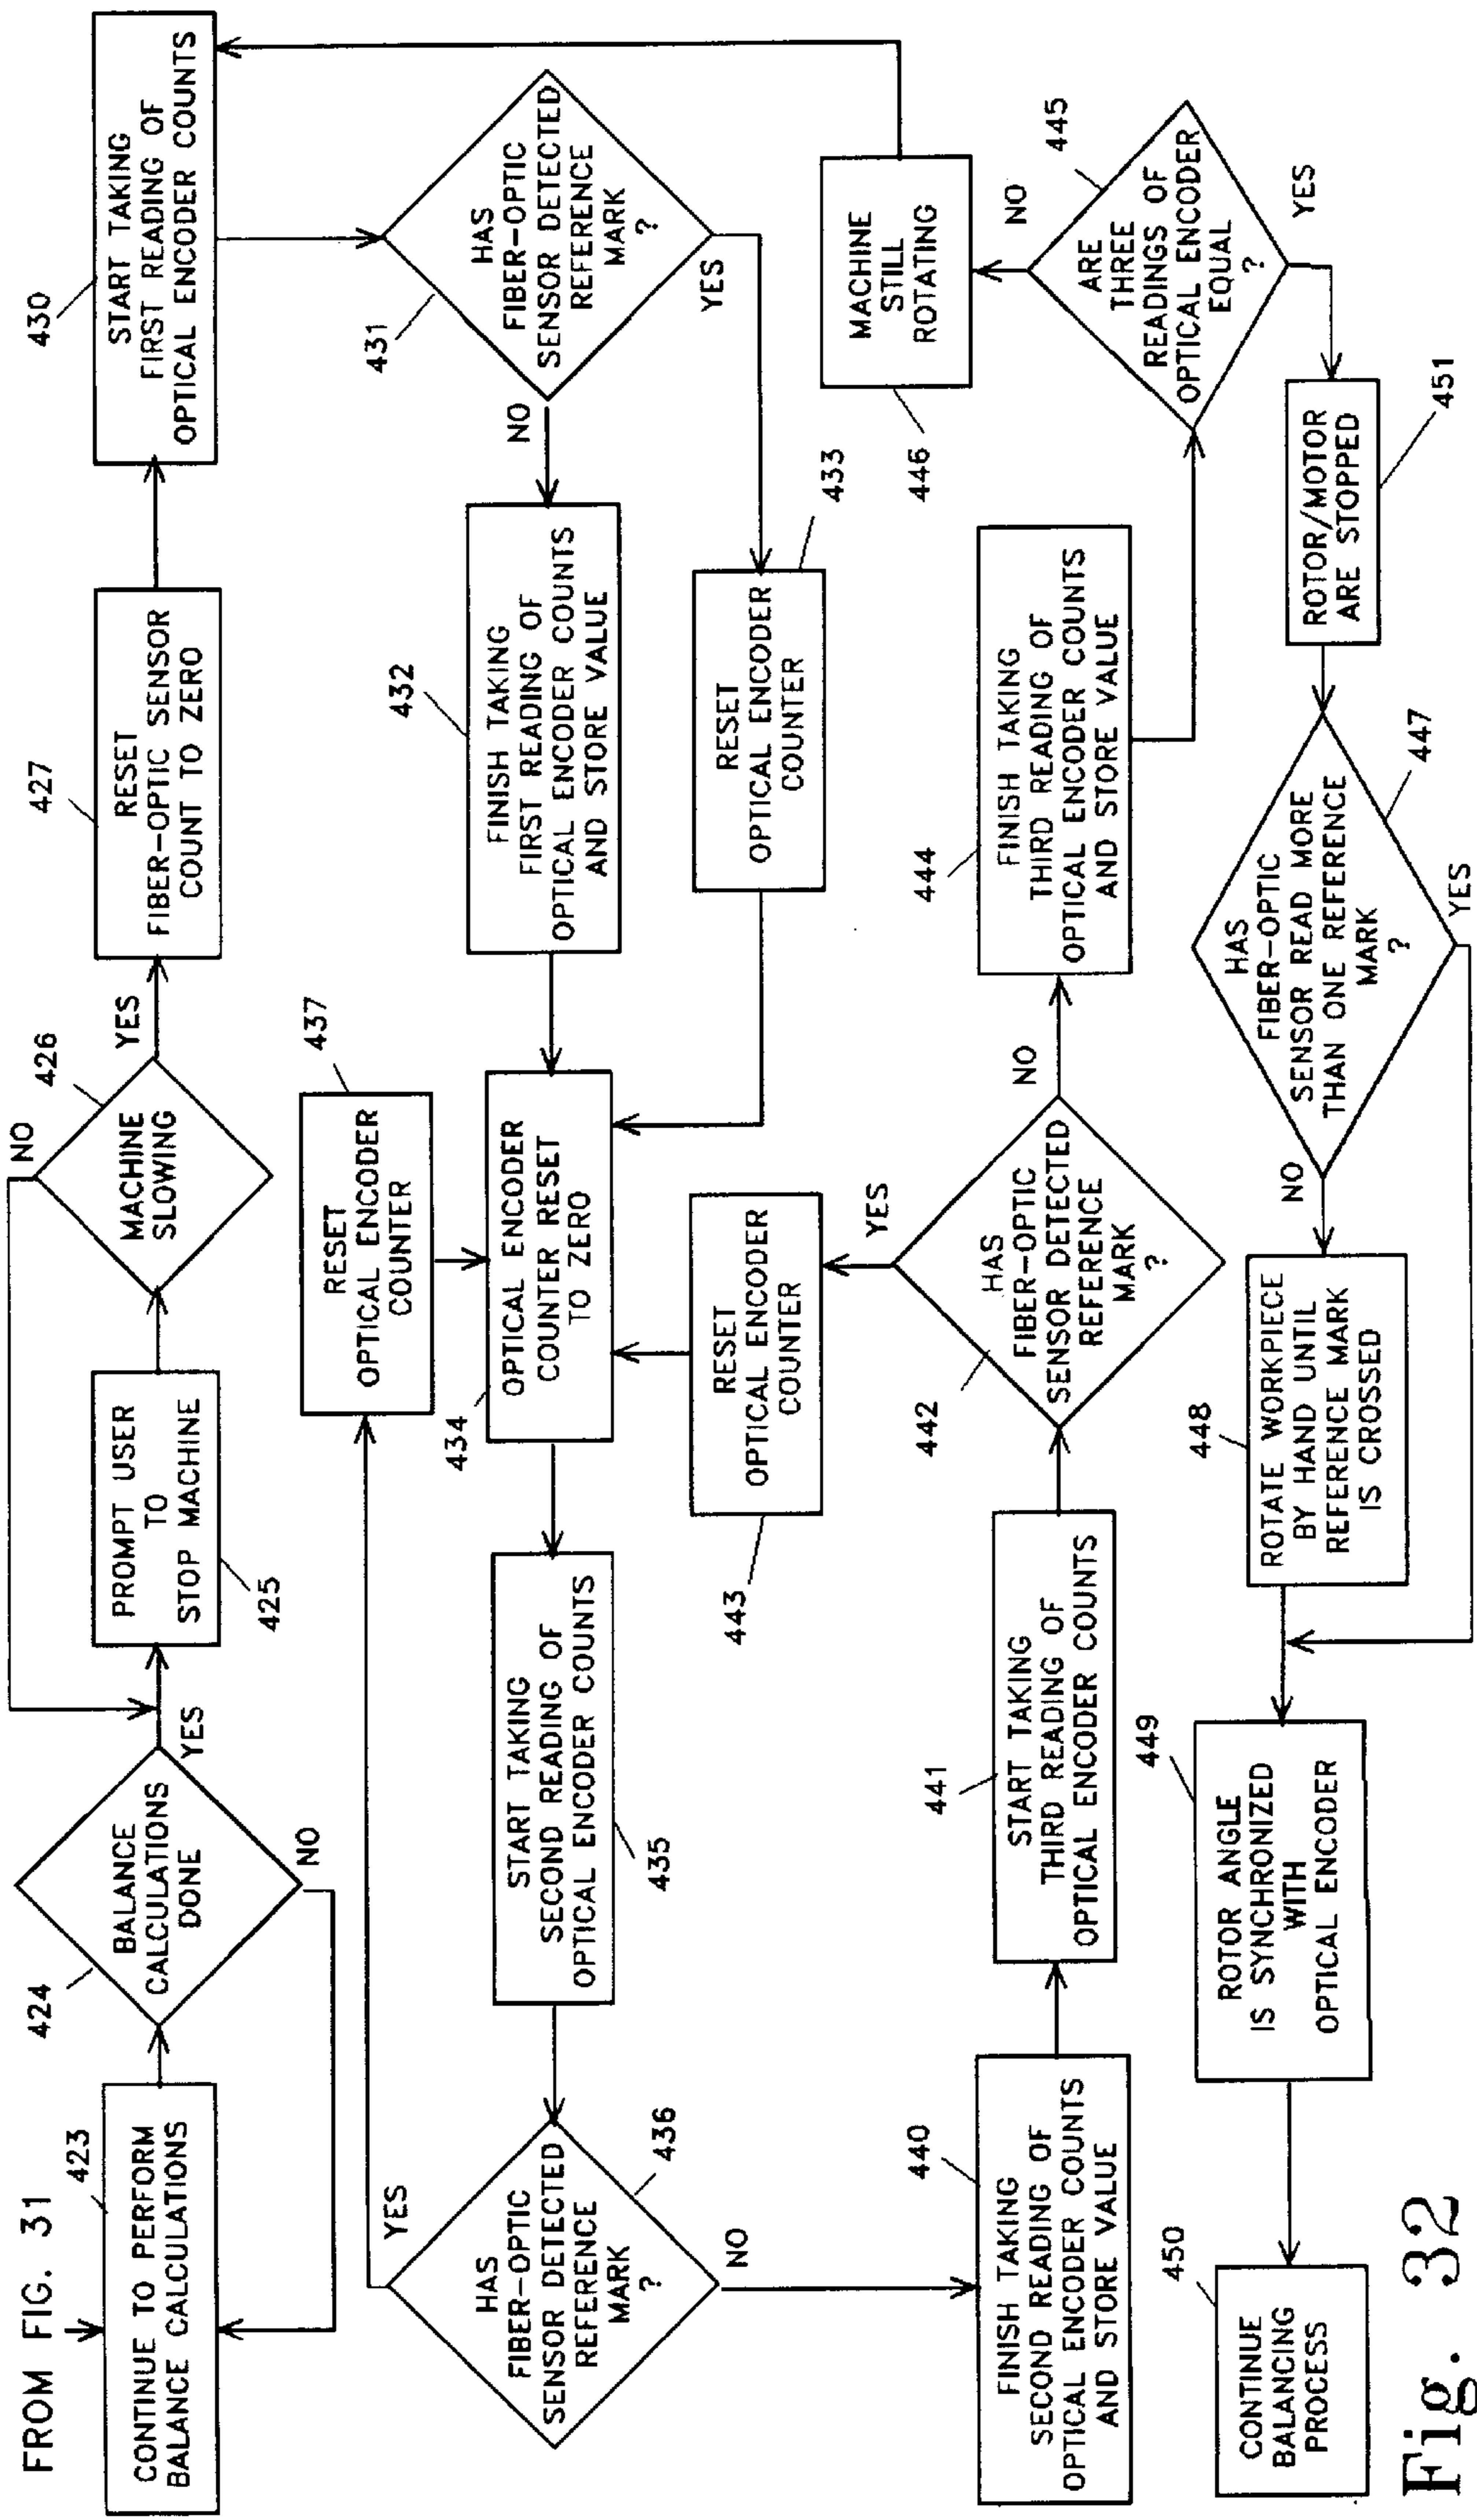 FROM FIG. 31
423
CONTINUE TO PERFORM
BALANCE CALCULATIONS
424
BALANCE
CALCULATIONS
DONE
YES
NO
PROMPT USER
TO
STOP MACHINE
425
426
MACHINE
SLOWING
NO
YES
427
RESET
FIBER-OPTIC SENSOR
COUNT TO ZERO
430
START TAKING
FIRST READING OF
OPTICAL ENCODER COUNTS
431
HAS
FIBER-OPTIC
SENSOR DETECTED
REFERENCE
MARK
?
NO
YES
432
FINISH TAKING
FIRST READING OF
OPTICAL ENCODER COUNTS
AND STORE VALUE
433
RESET
OPTICAL ENCODER
COUNTER
437
RESET
OPTICAL ENCODER
COUNTER
434
OPTICAL ENCODER
COUNTER RESET
TO ZERO
START TAKING
SECOND READING OF
OPTICAL ENCODER COUNTS
435
HAS
FIBER-OPTIC
SENSOR DETECTED
REFERENCE
MARK
?
436
YES
NO
440
FINISH TAKING
SECOND READING OF
OPTICAL ENCODER COUNTS
AND STORE VALUE
441
START TAKING
THIRD READING OF
OPTICAL ENCODER COUNTS
442
HAS
FIBER-OPTIC
SENSOR DETECTED
REFERENCE
MARK
?
YES
NO
443
RESET
OPTICAL ENCODER
COUNTER
444
FINISH TAKING
THIRD READING OF
OPTICAL ENCODER COUNTS
AND STORE VALUE
445
ARE
THREE
READINGS OF
OPTICAL ENCODER
EQUAL
?
NO
YES
446
MACHINE
STILL
ROTATING
ROTOR/MOTOR
ARE STOPPED
451
HAS
FIBER-OPTIC
SENSOR READ MORE
THAN ONE REFERENCE
MARK
?
447
NO
YES
448
ROTATE WORKPIECE
BY HAND UNTIL
REFERENCE MARK
IS CROSSED
449
ROTOR ANGLE
IS SYNCHRONIZED
WITH
OPTICAL ENCODER
450
CONTINUE
BALANCING
PROCESS
Fig. 32